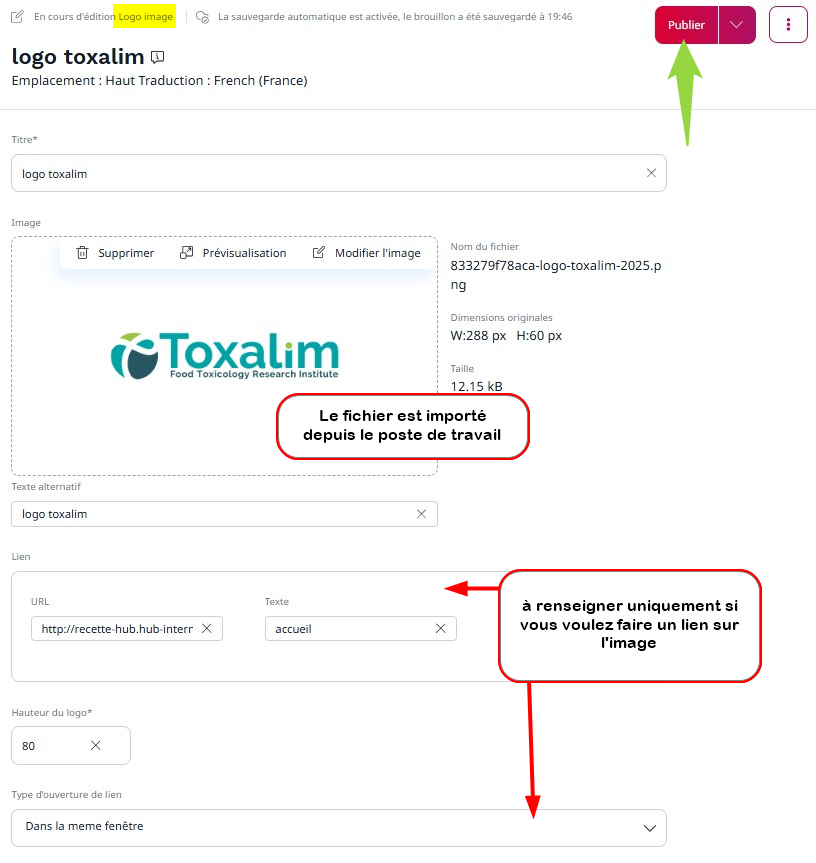 En cours d'édition Logo image
La sauvegarde automatique est activée, le brouillon a été sauvegardé à 19:46
Publier
logo toxalim
Emplacement : Haut Traduction : French (France)
Titre*
logo toxalim
Image
Supprimer Prévisualisation Modifier l'image
Nom du fichier
833279f78aca-logo-toxalim-2025.p
ng
Dimensions originales
W:288 px H:60 px
Taille
12.15 kB
Toxalim
Food Toxicology Research Institute
Le fichier est importé
depuis le poste de travail
Texte alternatif
logo toxalim
Lien
URL Texte
http://recette-hub.hub-interr accueil
à renseigner uniquement si
vous voulez faire un lien sur
l'image
Hauteur du logo*
80
Type d'ouverture de lien
Dans la meme fenêtre